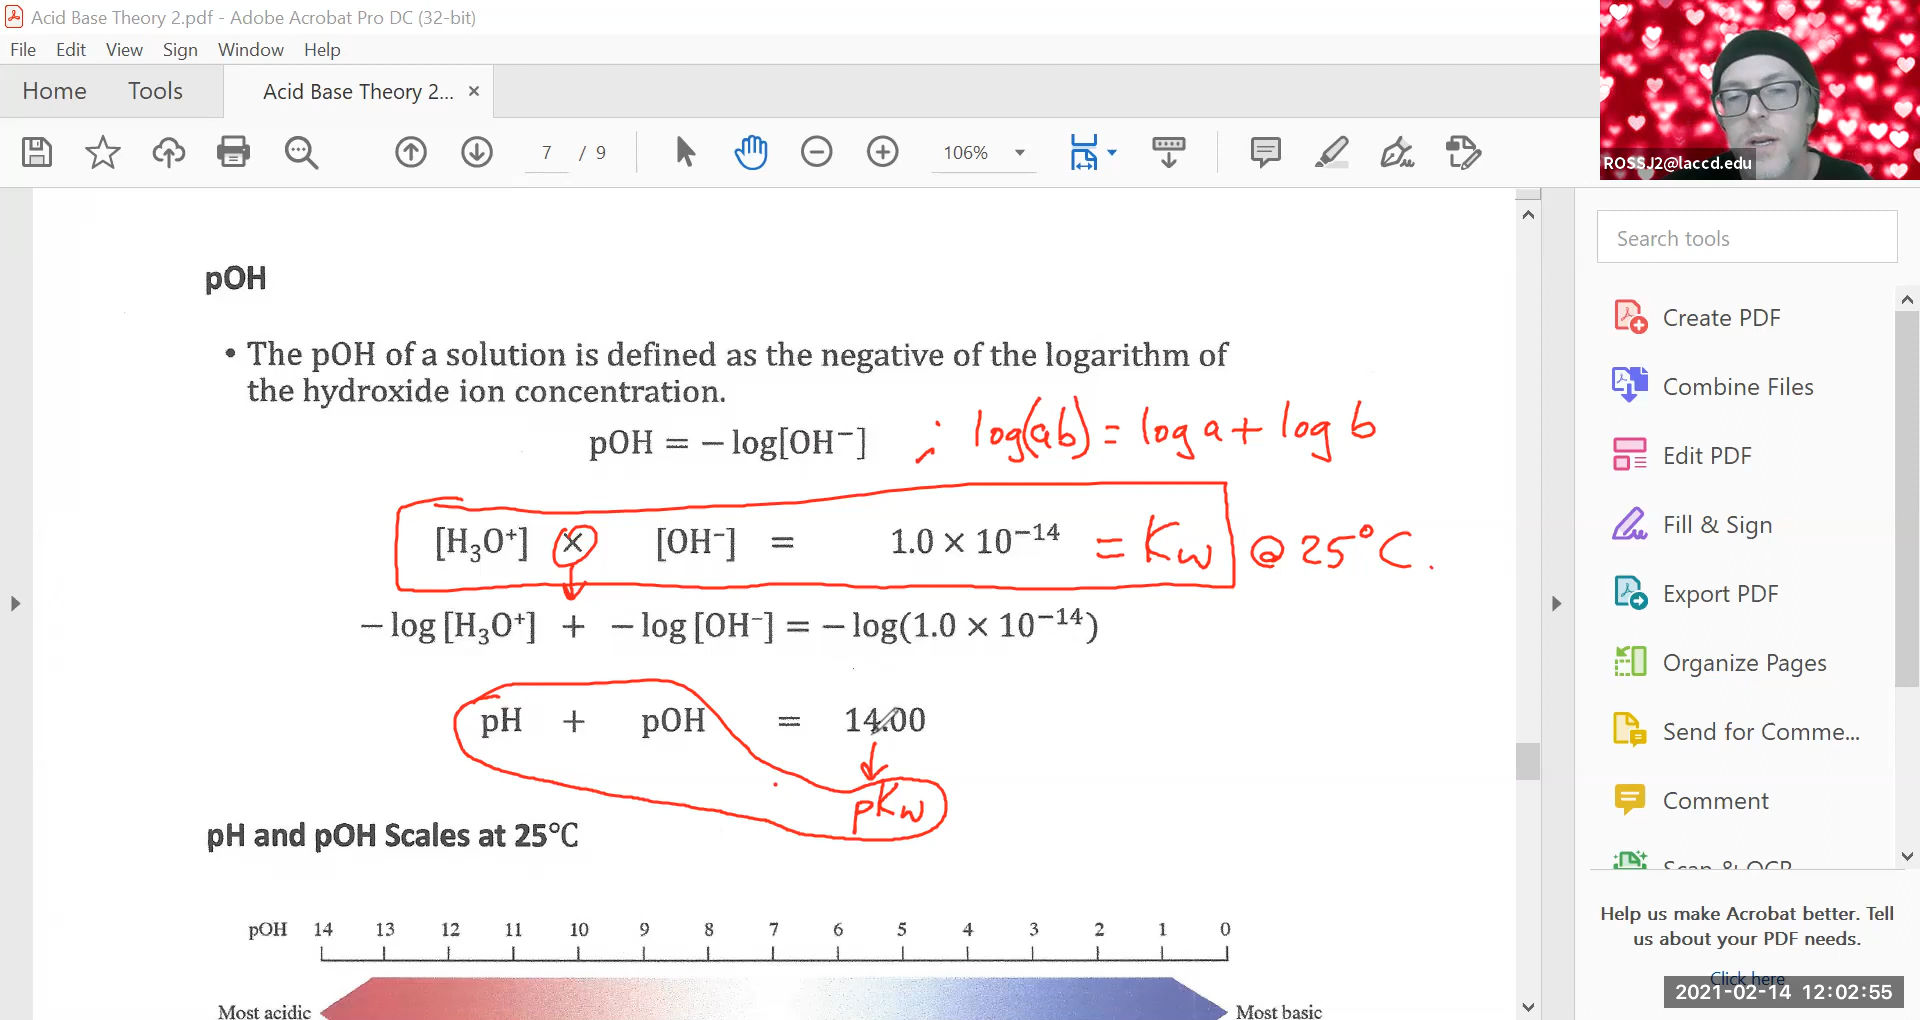 Acid Base Theory 2.pdf - Adobe Acrobat Pro DC (32-bit)
File Edit View Sign Window Help
Home Tools Acid Base Theory 2... ×
7 / 9 106%
ROSSJ2@laccd.edu
pOH
• The pOH of a solution is defined as the negative of the logarithm of
the hydroxide ion concentration.
pOH = − log[OH⁻] ; log(ab) = log a + log b
[H₃O⁺] × [OH⁻] = 1.0 × 10⁻¹⁴ = Kw @ 25°C.
− log [H₃O⁺] + − log [OH⁻] = − log(1.0 × 10⁻¹⁴)
pH + pOH = 14.00
pKw
pH and pOH Scales at 25℃
pOH 14 13 12 11 10 9 8 7 6 5 4 3 2 1 0
Most acidic Most basic
Search tools
Create PDF
Combine Files
Edit PDF
Fill & Sign
Export PDF
Organize Pages
Send for Comme...
Comment
Scan & OCR
Help us make Acrobat better. Tell
us about your PDF needs.
Click here
2021-02-14 12:02:55